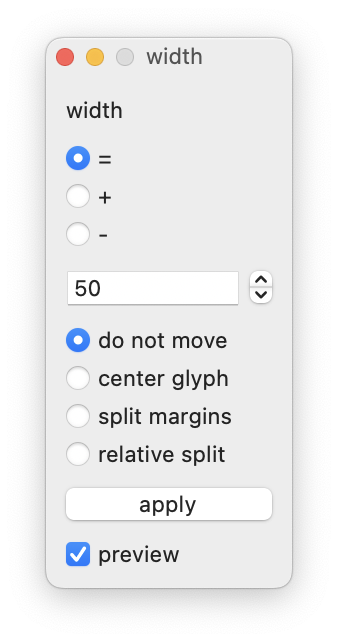 width
width
=
+
-
50
do not move
center glyph
split margins
relative split
apply
preview